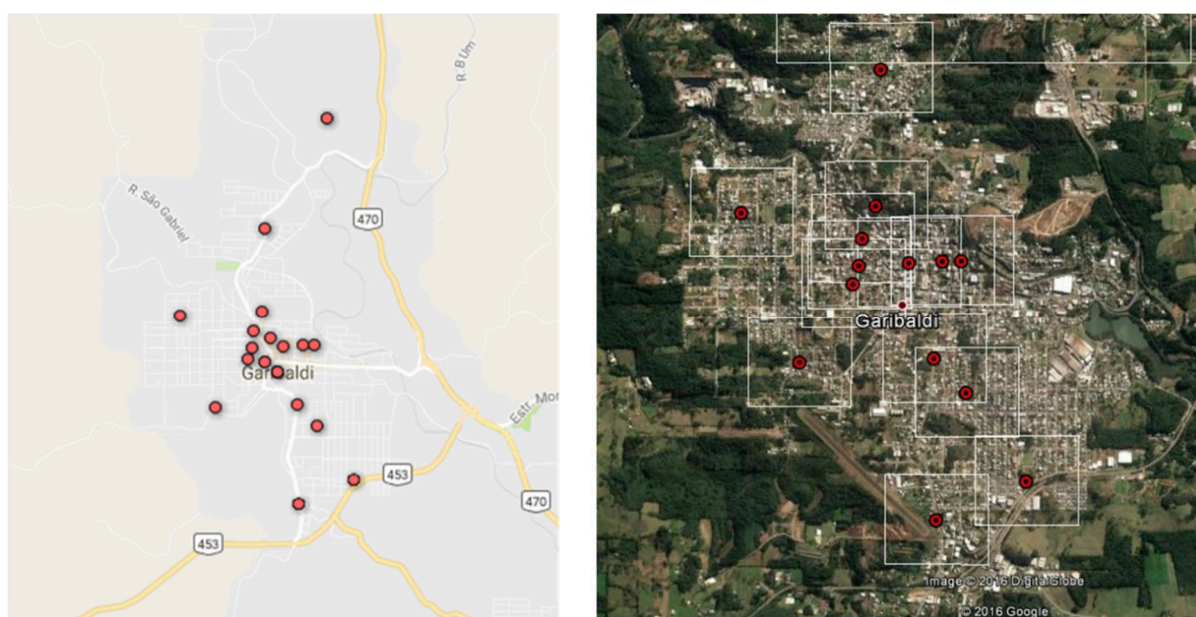 R. B Um
R. São Gabriel
470
Garibaldi
Estr. Mor
453
470
453
Garibaldi
Image © 2016 DigitalGlobe
© 2016 Google